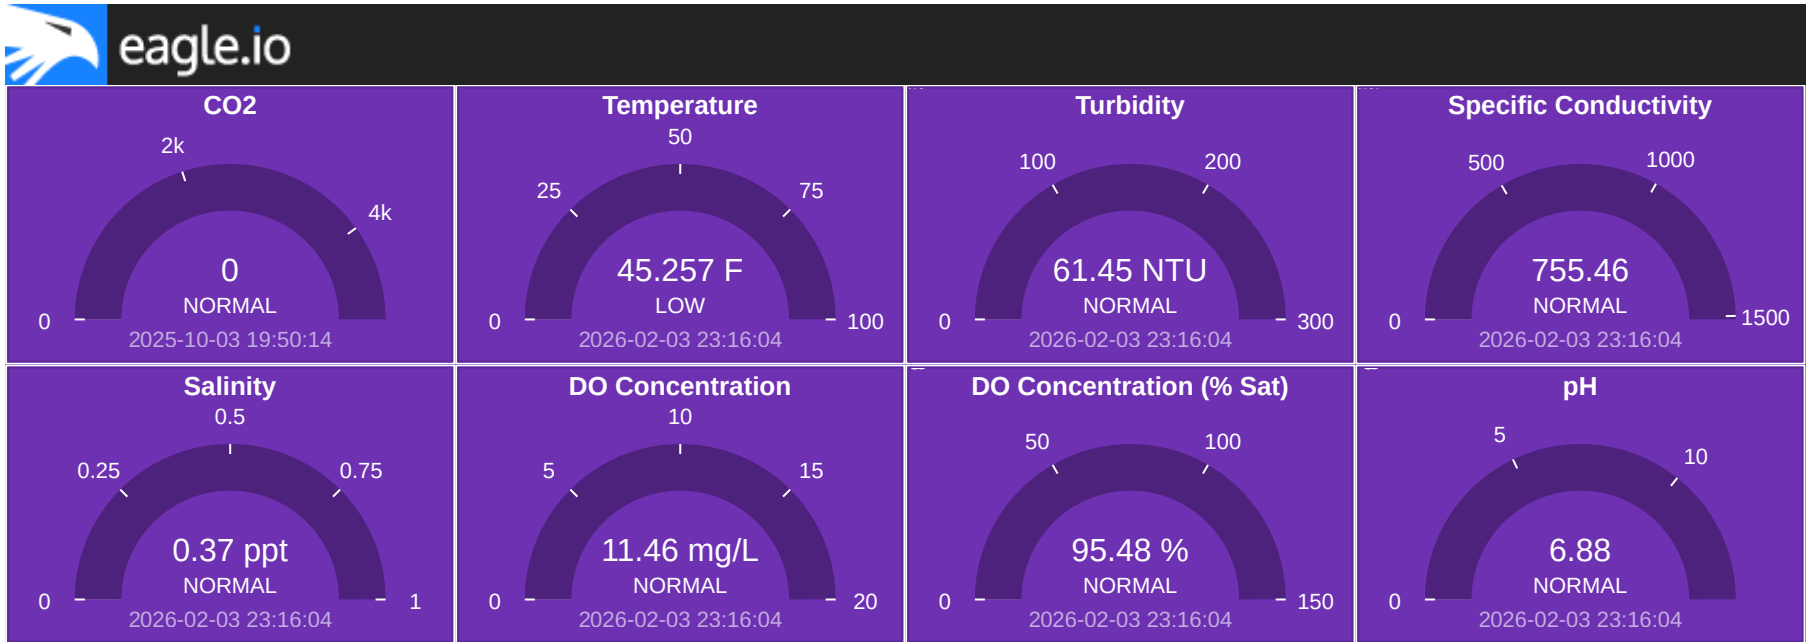 eagle.io
CO2
2k
4k
0
NORMAL
0
2025-10-03 19:50:14
Temperature
50
25
75
45.257 F
LOW
0
100
2026-02-03 23:16:04
Turbidity
100
200
61.45 NTU
NORMAL
0
300
2026-02-03 23:16:04
Specific Conductivity
500
1000
755.46
NORMAL
0
1500
2026-02-03 23:16:04
Salinity
0.5
0.25
0.75
0.37 ppt
NORMAL
0
1
2026-02-03 23:16:04
DO Concentration
10
5
15
11.46 mg/L
NORMAL
0
20
2026-02-03 23:16:04
DO Concentration (% Sat)
50
100
95.48 %
NORMAL
0
150
2026-02-03 23:16:04
pH
5
10
6.88
NORMAL
0
2026-02-03 23:16:04